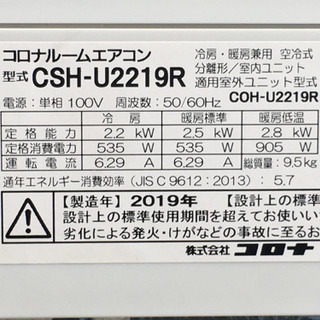 コロナルームエアコン
型式 CSH-U2219R
冷房・暖房兼用 空冷式
分離形/室内ユニット
適用室外ユニット型式
COH-U2219R
電源:単相 100V 周波数:50/60Hz
冷房 暖房標準 暖房低温
定格能力 2.2 kW 2.5 kW 2.8 kW
定格消費電力 535 W 535 W 905 W
運転電流 6.29 A 6.29 A 総質量:9.5kg
通年エネルギー消費効率(JIS C 9612:2013):5.7
【製造年】2019年 【設計上の標準
設計上の標準使用期間を超えてお使い
劣化による発火・けがなどの事故に至るお
株式会社 コロナ